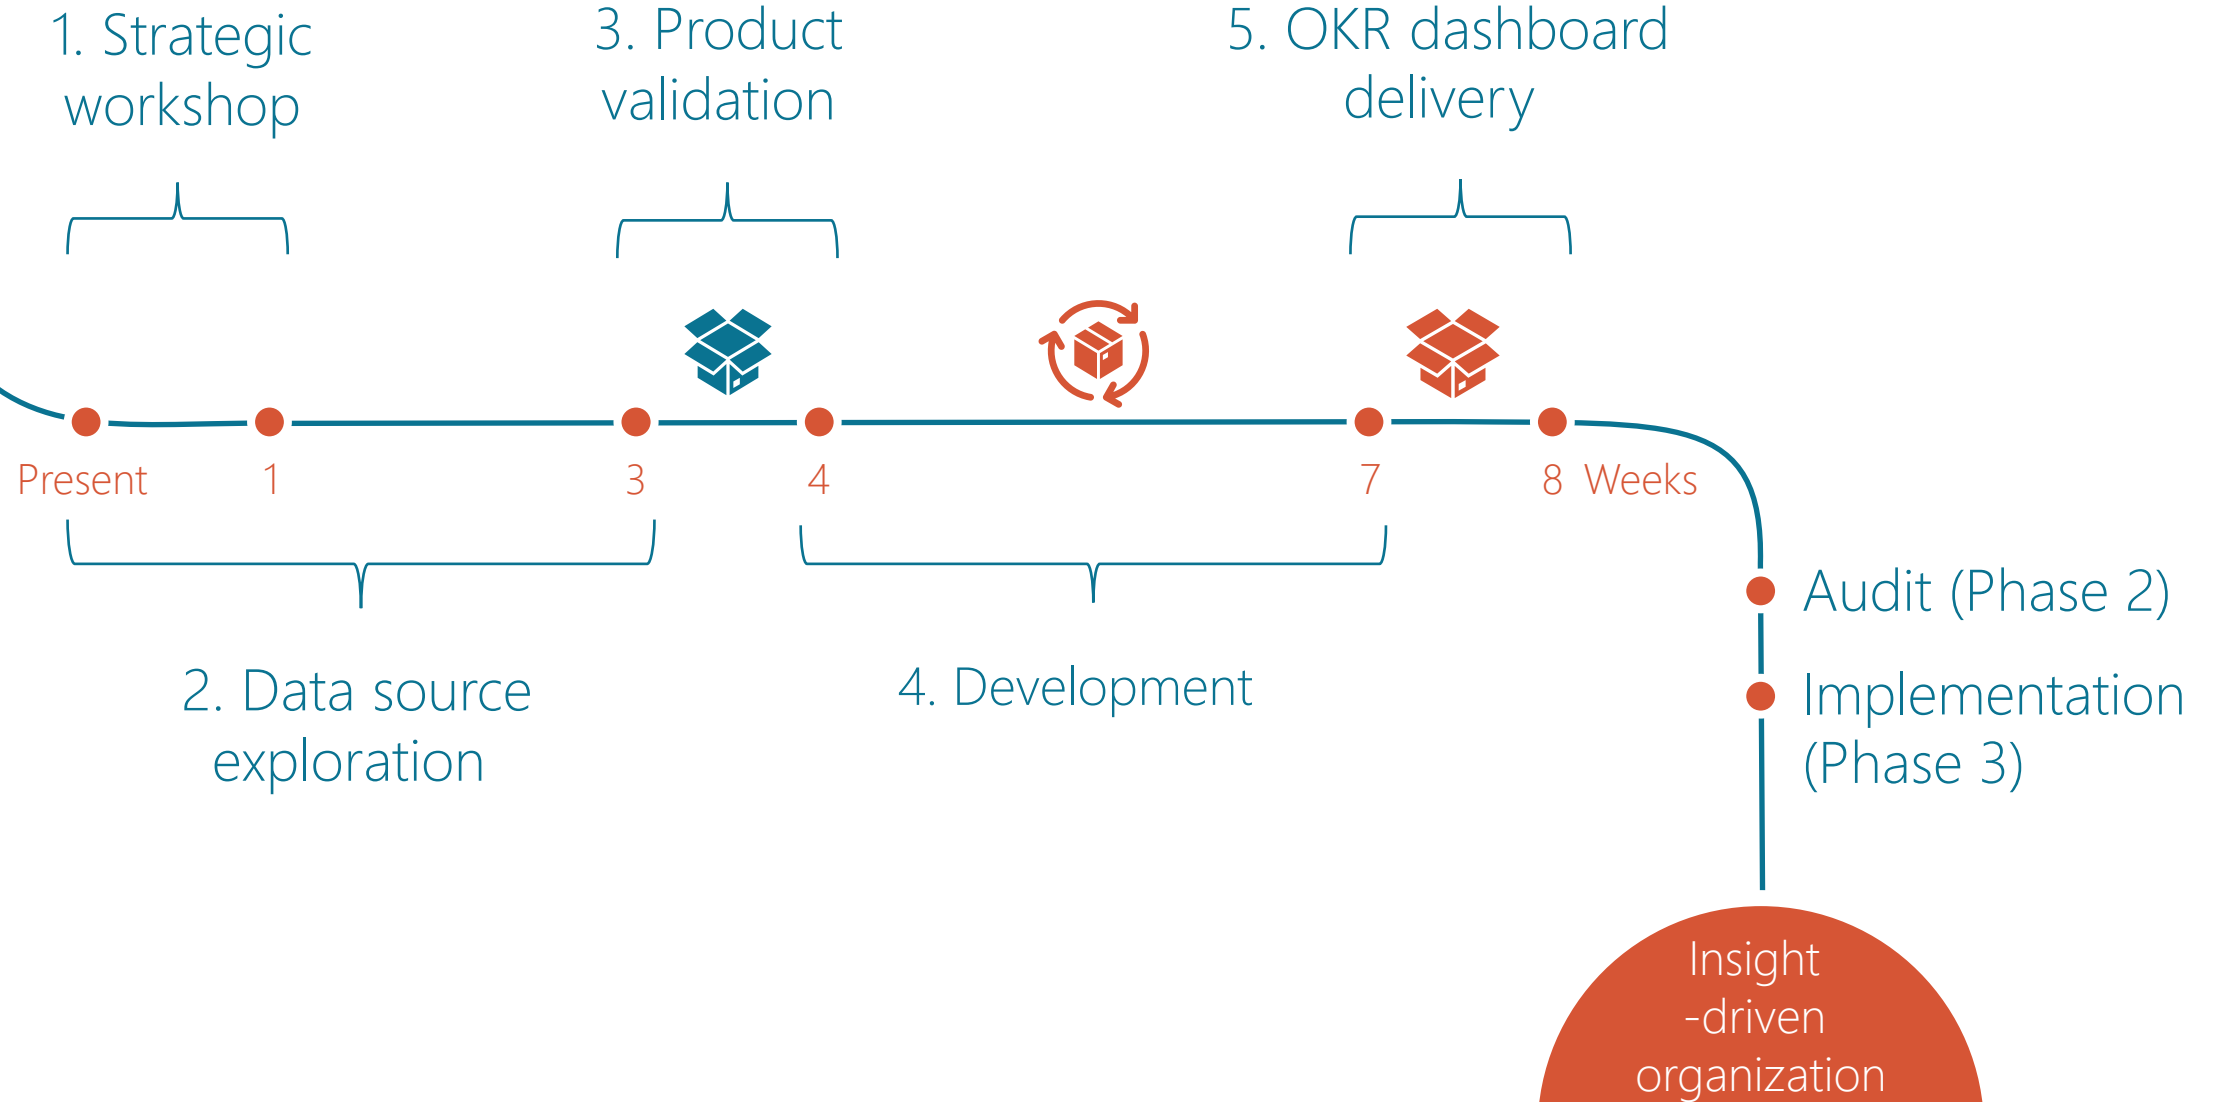 1. Strategic
workshop
3. Product
validation
5. OKR dashboard
delivery
Present
1
3
4
7
8 Weeks
2. Data source
exploration
4. Development
Audit (Phase 2)
Implementation
(Phase 3)
Insight
-driven
organization